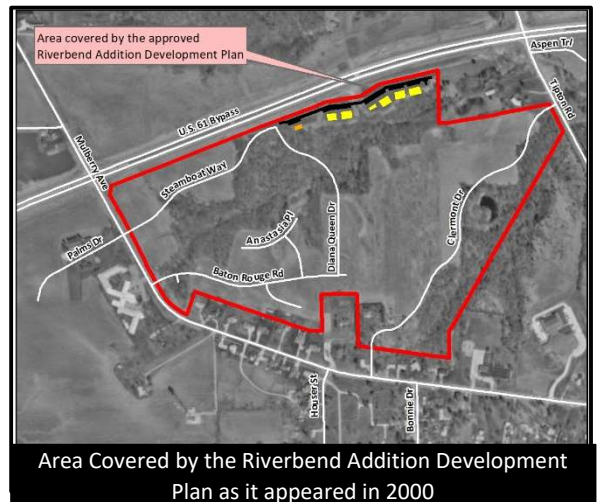 Area covered by the approved
Riverbend Addition Development Plan
Aspen Trl
Tipton Rd
U.S. 61 Bypass
Mulberry Ave
Steamboat Way
Palms Dr
Anastasia Pl
Diana Queen Dr
Clermont Dr
Baton Rouge Rd
Houser St
Bonnie Dr
Area Covered by the Riverbend Addition Development
Plan as it appeared in 2000